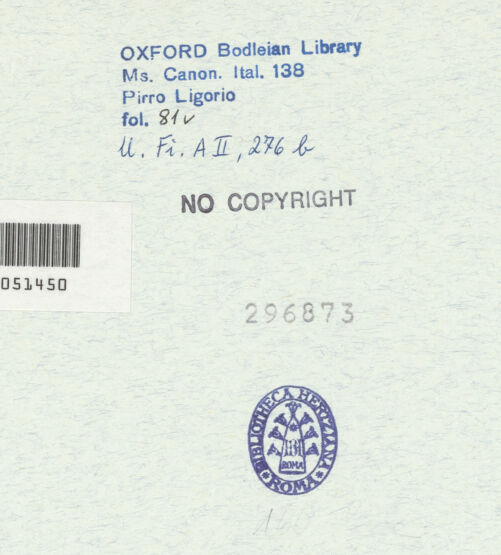 OXFORD Bodleian Library
Ms. Canon. Ital. 138
Pirro Ligorio
fol. 81v
U. Fi. A II, 276 b
NO COPYRIGHT
051450
296873
BIBLIOTHECA HERTZIANA
ROMA
* ROMA *